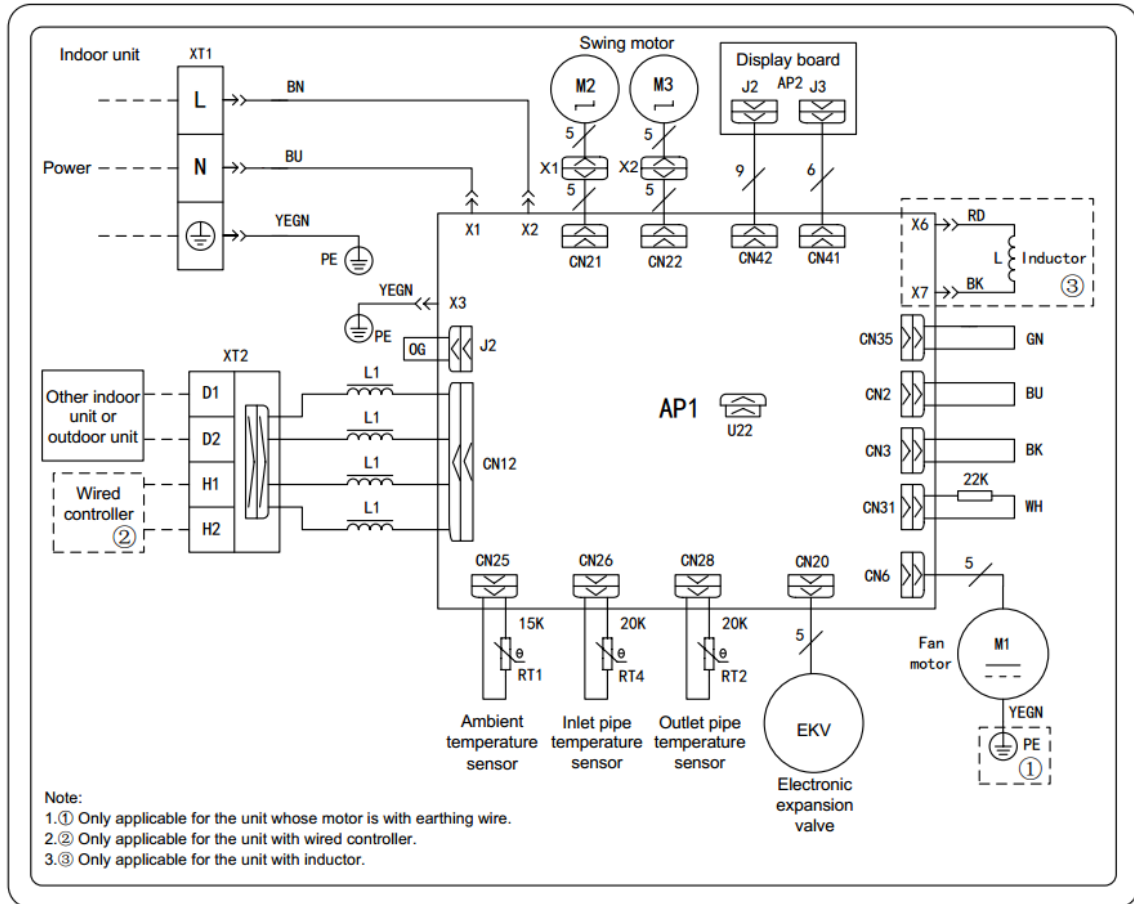 Indoor unit
XT1
L
BN
N
BU
Power
YEGN
PE
Swing motor
M2
M3
5
5
X1
X2
5
5
Display board
J2
AP2
J3
9
6
X1
X2
CN21
CN22
CN42
CN41
X6
RD
L
Inductor
③
X7
BK
YEGN
X3
PE
OG
J2
CN35
GN
CN2
BU
CN3
BK
22K
CN31
WH
CN6
5
AP1
U22
XT2
Other indoor
unit or
outdoor unit
Wired
controller
②
D1
D2
H1
H2
L1
L1
L1
L1
CN12
CN25
CN26
CN28
CN20
15K
θ
RT1
20K
θ
RT4
20K
θ
RT2
5
Ambient
temperature
sensor
Inlet pipe
temperature
sensor
Outlet pipe
temperature
sensor
EKV
Electronic
expansion
valve
Fan
motor
M1
YEGN
PE
①
Note:
1.① Only applicable for the unit whose motor is with earthing wire.
2.② Only applicable for the unit with wired controller.
3.③ Only applicable for the unit with inductor.